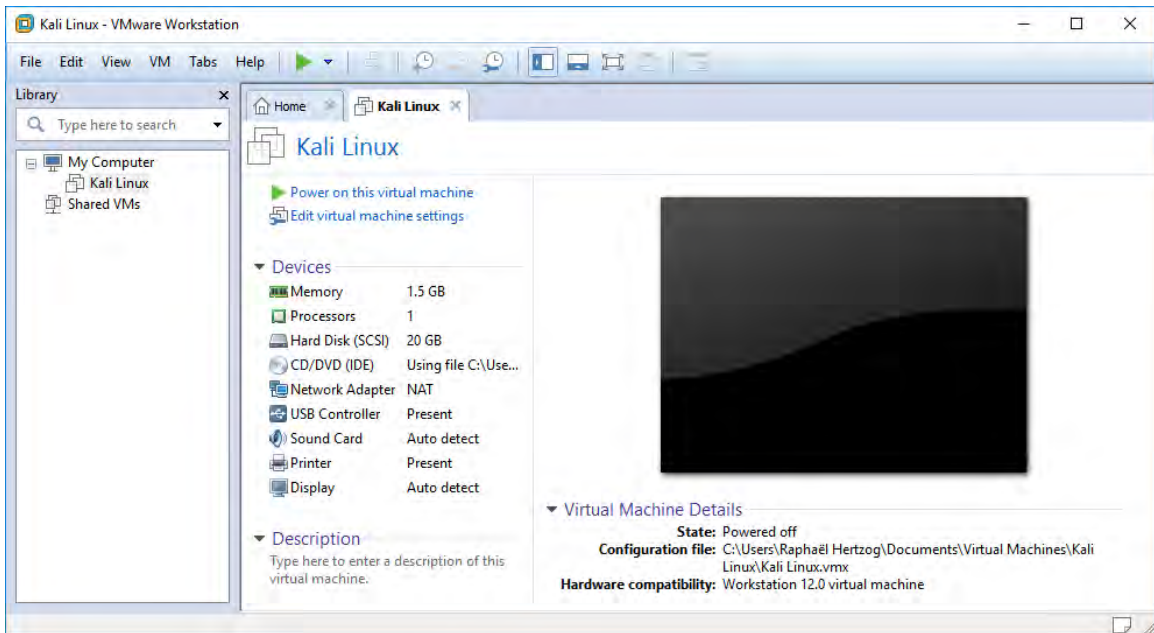 Kali Linux - VMware Workstation
File Edit View VM Tabs Help
Library
Type here to search
My Computer
Kali Linux
Shared VMs
Home
Kali Linux
Kali Linux
Power on this virtual machine
Edit virtual machine settings
Devices
Memory 1.5 GB
Processors 1
Hard Disk (SCSI) 20 GB
CD/DVD (IDE) Using file C:\Use...
Network Adapter NAT
USB Controller Present
Sound Card Auto detect
Printer Present
Display Auto detect
Description
Type here to enter a description of this
virtual machine.
Virtual Machine Details
State: Powered off
Configuration file: C:\Users\Raphaël Hertzog\Documents\Virtual Machines\Kali
Linux\Kali Linux.vmx
Hardware compatibility: Workstation 12.0 virtual machine